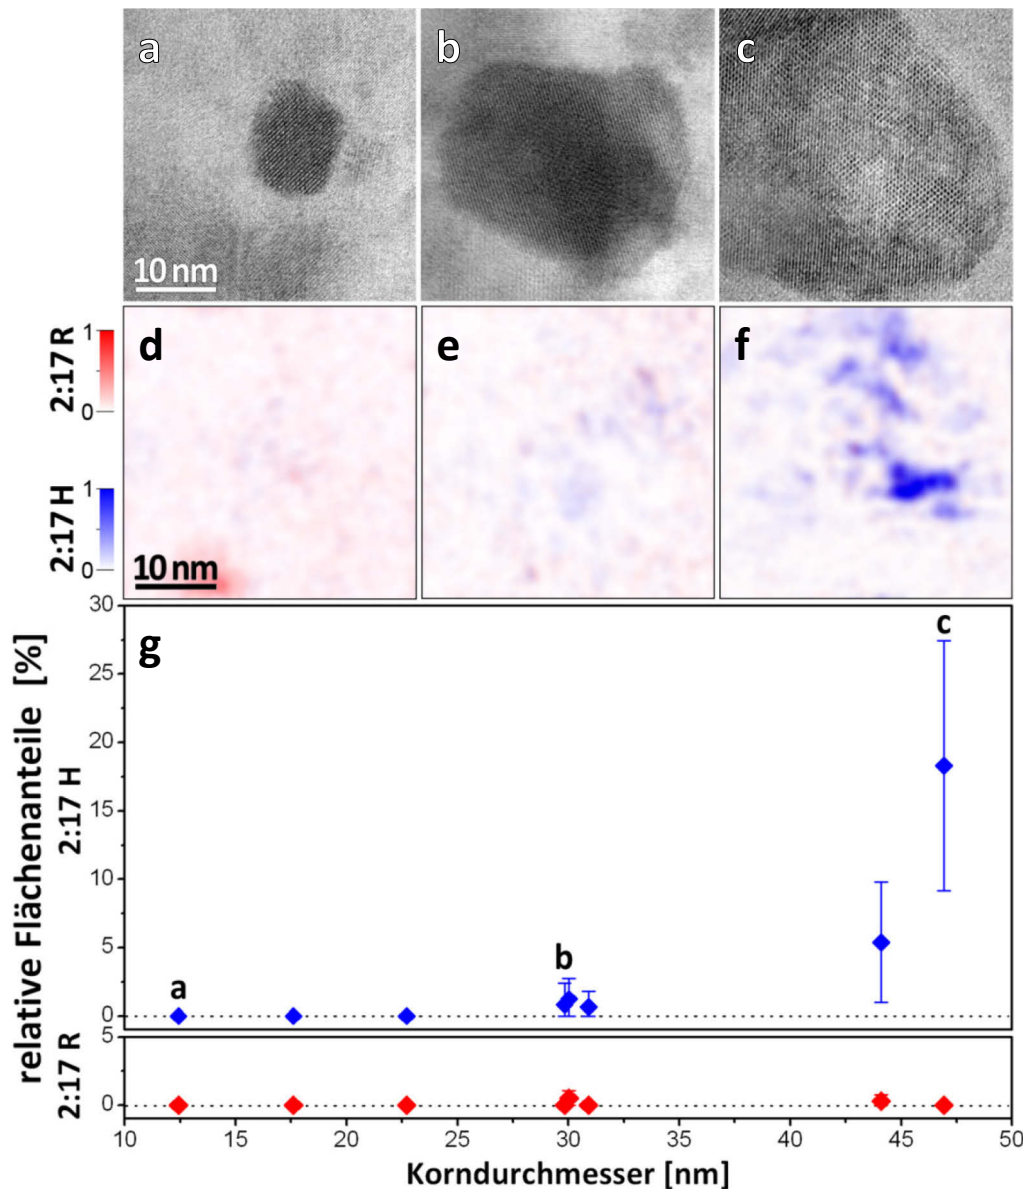 a
b
c
10 nm
2:17 R
1
0
2:17 H
1
0
d
e
f
10 nm
relative Flächenanteile [%]
2:17 H
2:17 R
g
30
25
20
15
10
5
0
a
b
c
5
0
10
15
20
25
30
35
40
45
50
Korndurchmesser [nm]